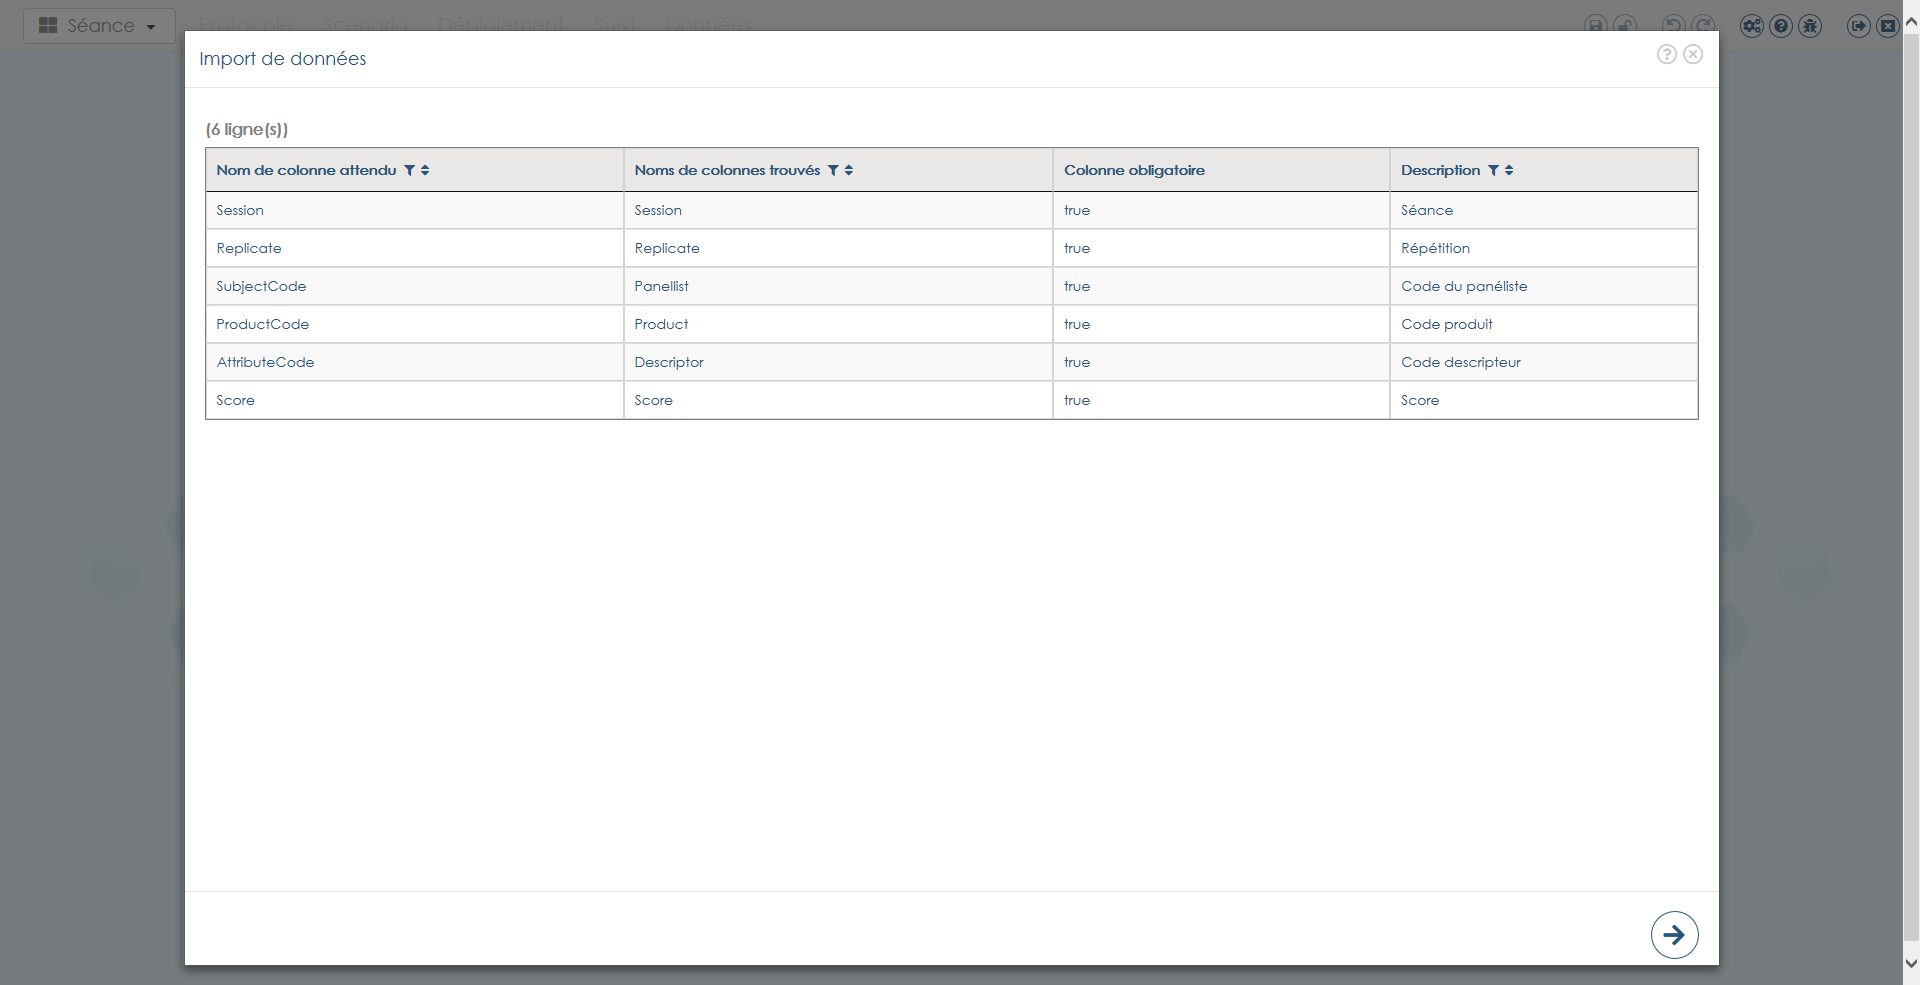 Séance Protocole Scenario Déploiement Suivi Données
Import de données
(6 ligne(s))
Nom de colonne attendu Noms de colonnes trouvés Colonne obligatoire Description
Session Session true Séance
Replicate Replicate true Répétition
SubjectCode Panellist true Code du panéliste
ProductCode Product true Code produit
AttributeCode Descriptor true Code descripteur
Score Score true Score